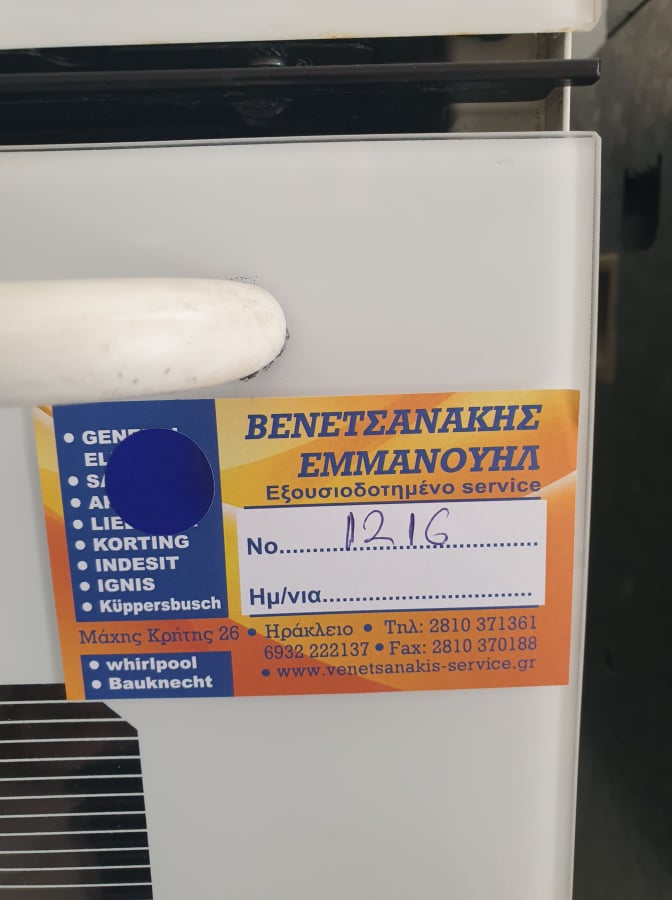 ΒΕΝΕΤΣΑΝΑΚΗΣ
ΕΜΜΑΝΟΥΗΛ
Εξουσιοδοτημένο service
No.....1216.....
Ημ/νια.....
• KORTING
• INDESIT
• IGNIS
• Küppersbusch
Μάχης Κρήτης 26 • Ηράκλειο • Τηλ: 2810 371361
6932 222137 • Fax: 2810 370188
• www.venetsanakis-service.gr
• whirlpool
• Bauknecht